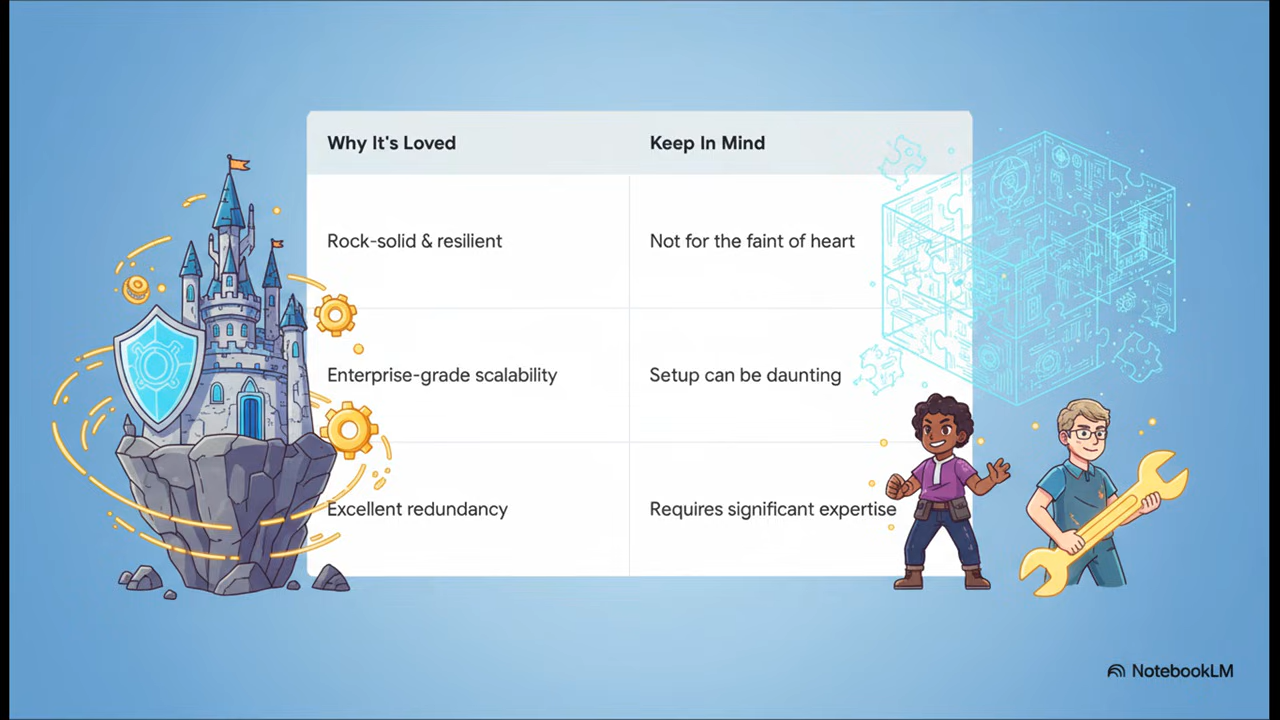 Why It's Loved
Keep In Mind
Rock-solid & resilient
Not for the faint of heart
Enterprise-grade scalability
Setup can be daunting
Excellent redundancy
Requires significant expertise
NotebookLM